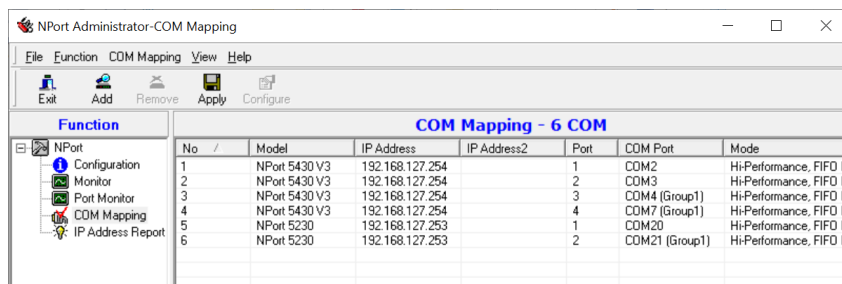 NPort Administrator-COM Mapping
File Function COM Mapping View Help
Exit Add Remove Apply Configure
Function
COM Mapping - 6 COM
NPort
Configuration
Monitor
Port Monitor
COM Mapping
IP Address Report
No / Model IP Address IP Address2 Port COM Port Mode
1 NPort 5430 V3 192.168.127.254 1 COM2 Hi-Performance, FIFO
2 NPort 5430 V3 192.168.127.254 2 COM3 Hi-Performance, FIFO
3 NPort 5430 V3 192.168.127.254 3 COM4 (Group1) Hi-Performance, FIFO
4 NPort 5430 V3 192.168.127.254 4 COM7 (Group1) Hi-Performance, FIFO
5 NPort 5230 192.168.127.253 1 COM20 Hi-Performance, FIFO
6 NPort 5230 192.168.127.253 2 COM21 (Group1) Hi-Performance, FIFO